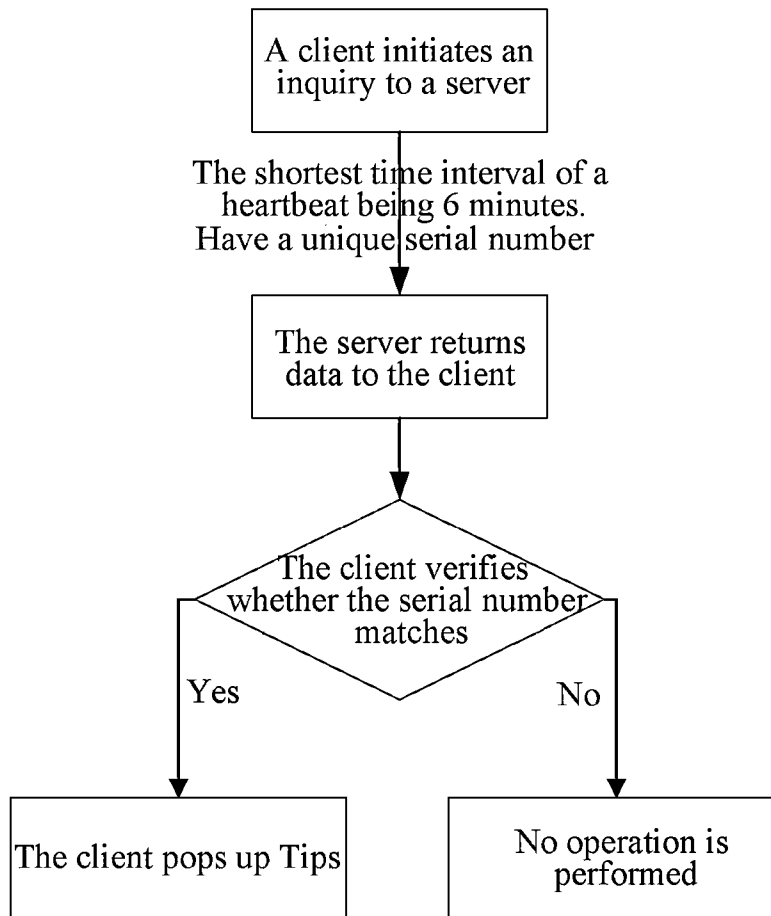 A client initiates an
inquiry to a server
The shortest time interval of a
heartbeat being 6 minutes.
Have a unique serial number
The server returns
data to the client
The client verifies
whether the serial number
matches
Yes
No
The client pops up Tips
No operation is
performed